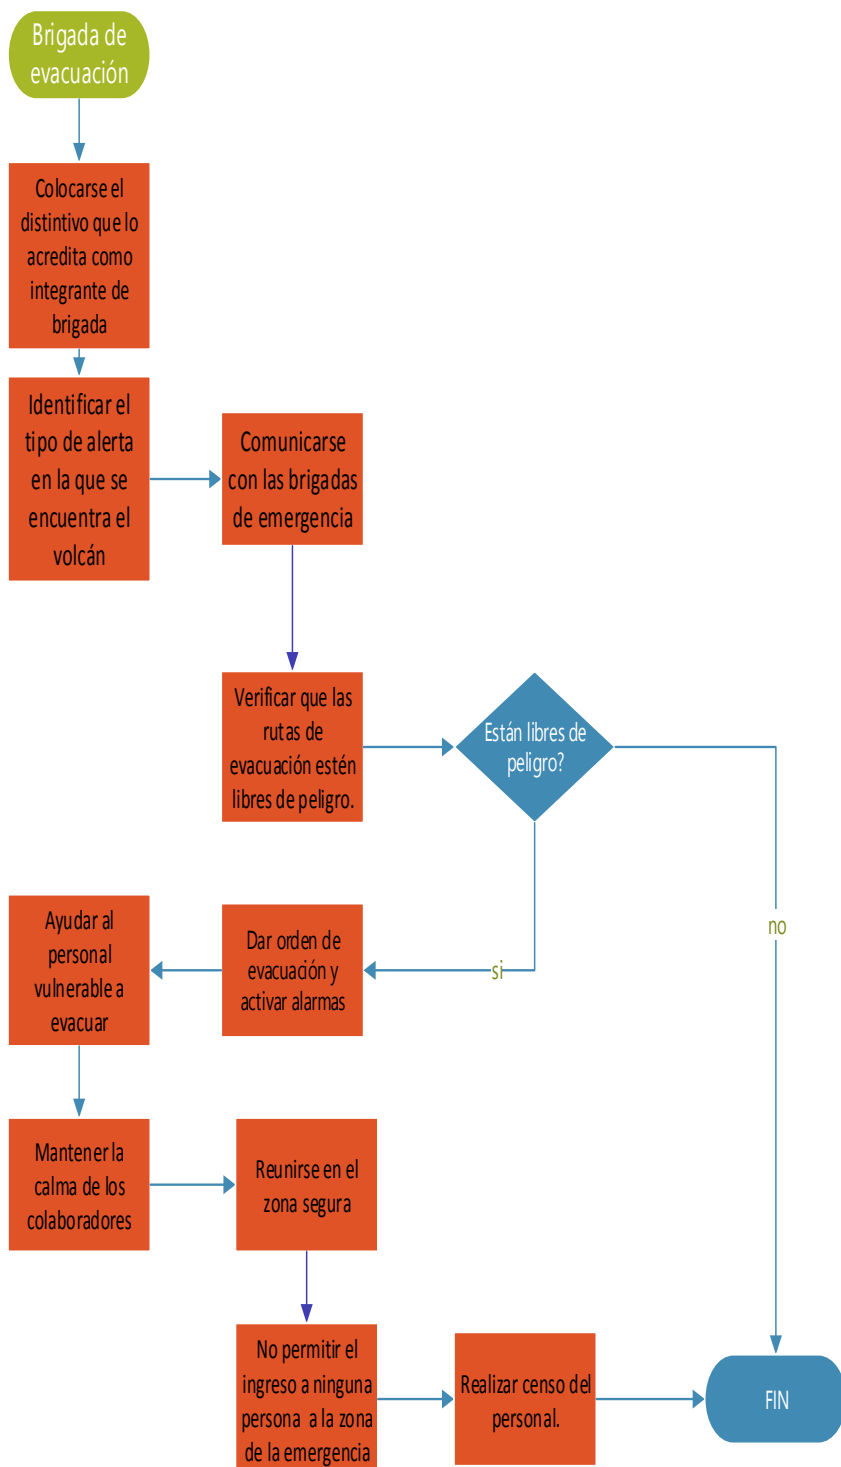 Brigada de
evacuación
Colocarse el
distintivo que lo
acredita como
integrante de
brigada
Identificar el
tipo de alerta
en la que se
encuentra el
volcán
Comunicarse
con las brigadas
de emergencia
Verificar que las
rutas de
evacuación estén
libres de peligro.
Están libres de
peligro?
no
si
Dar orden de
evacuación y
activar alarmas
Ayudar al
personal
vulnerable a
evacuar
Mantener la
calma de los
colaboradores
Reunirse en el
zona segura
No permitir el
ingreso a ninguna
persona a la zona
de la emergencia
Realizar censo del
personal.
FIN